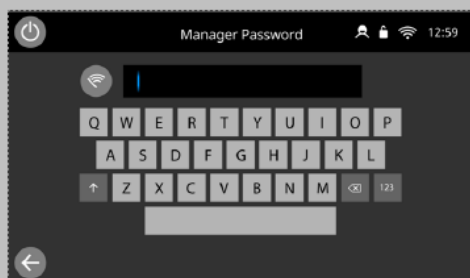 Manager Password 12:59
Q W E R T Y U I O P
A S D F G H J K L
Z X C V B N M 123